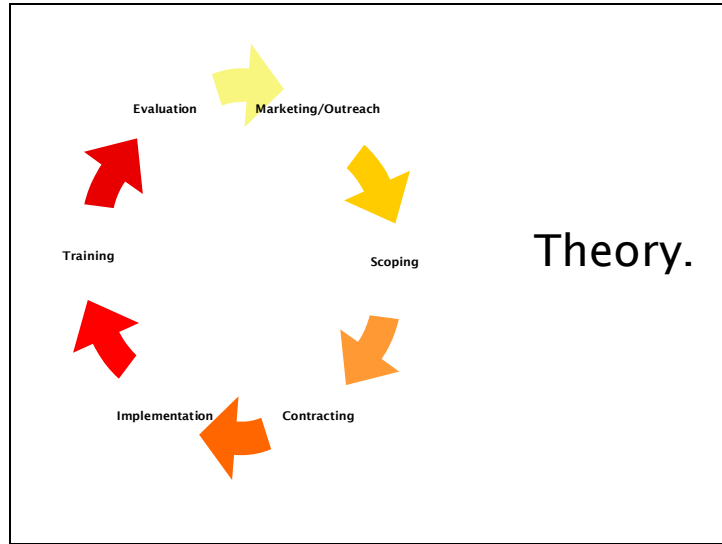 Evaluation
Marketing/Outreach
Training
Scoping
Theory.
Implementation
Contracting